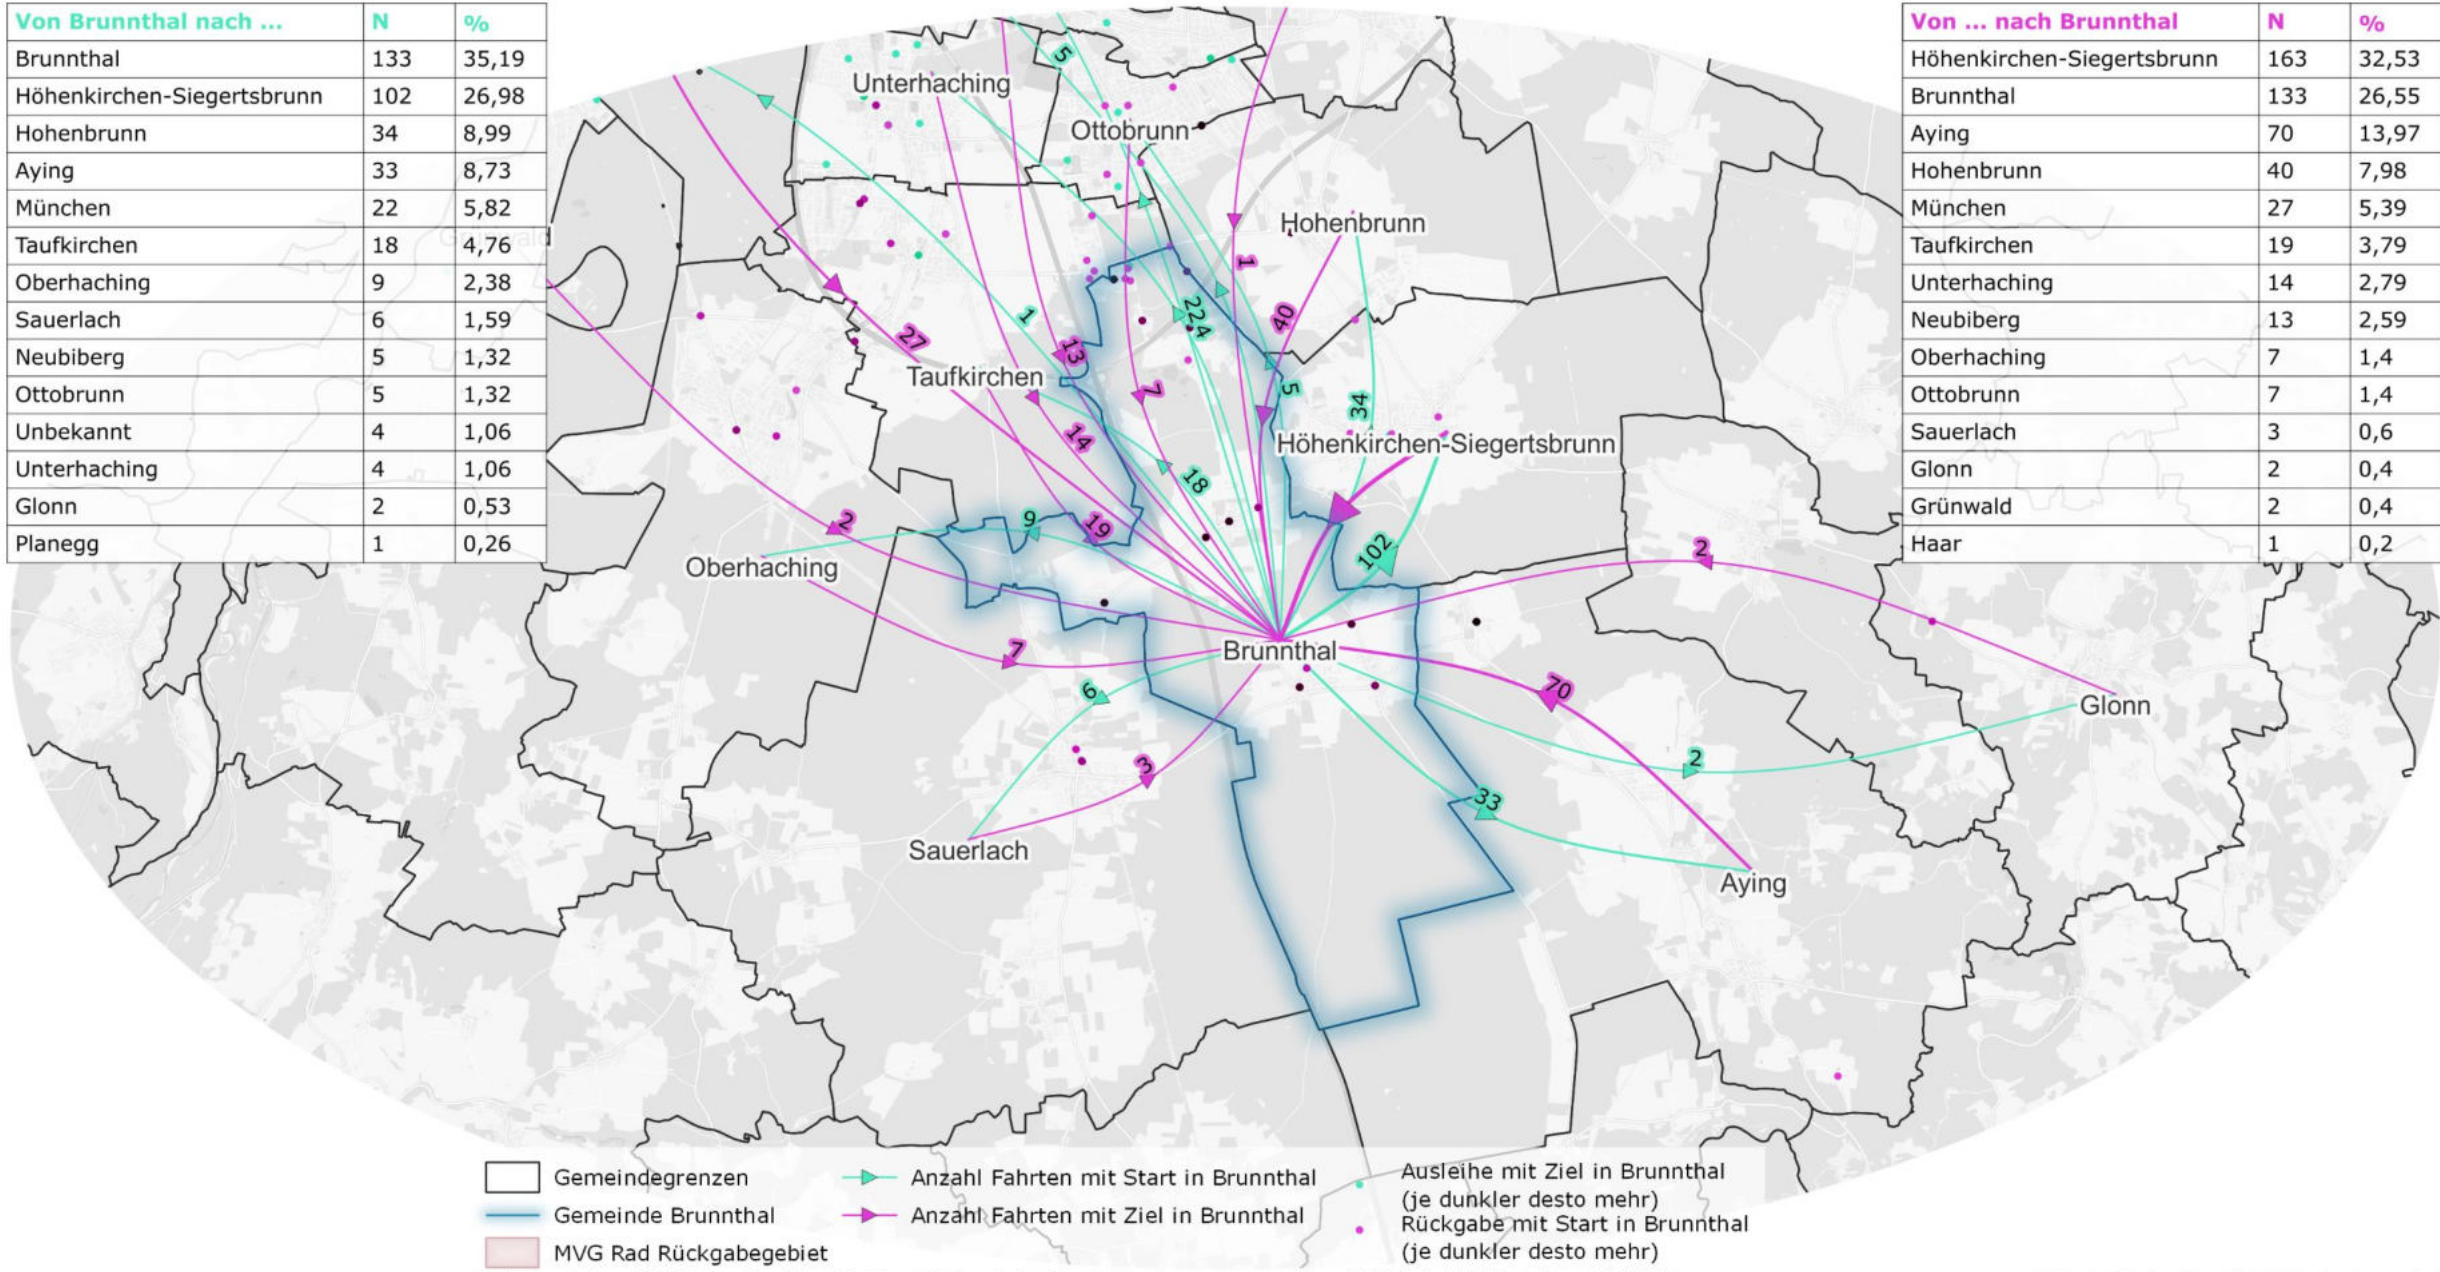 Von Brunnthal nach ... N %
Brunnthal 133 35,19
Höhenkirchen-Siegertsbrunn 102 26,98
Hohenbrunn 34 8,99
Aying 33 8,73
München 22 5,82
Taufkirchen 18 4,76
Oberhaching 9 2,38
Sauerlach 6 1,59
Neubiberg 5 1,32
Ottobrunn 5 1,32
Unbekannt 4 1,06
Unterhaching 4 1,06
Glonn 2 0,53
Planegg 1 0,26
Von ... nach Brunnthal N %
Höhenkirchen-Siegertsbrunn 163 32,53
Brunnthal 133 26,55
Aying 70 13,97
Hohenbrunn 40 7,98
München 27 5,39
Taufkirchen 19 3,79
Unterhaching 14 2,79
Neubiberg 13 2,59
Oberhaching 7 1,4
Ottobrunn 7 1,4
Sauerlach 3 0,6
Glonn 2 0,4
Grünwald 2 0,4
Haar 1 0,2
5
Unterhaching
Ottobrunn
Hohenbrunn
1
1
224
40
27
13
Taufkirchen
7
5
34
14
Höhenkirchen-Siegertsbrunn
18
2
9
19
102
2
Oberhaching
7
Brunnthal
6
70
Glonn
3
2
33
Sauerlach
Aying
Gemeindegrenzen
Gemeinde Brunnthal
MVG Rad Rückgabegebiet
Anzahl Fahrten mit Start in Brunnthal
Anzahl Fahrten mit Ziel in Brunnthal
Ausleihe mit Ziel in Brunnthal
(je dunkler desto mehr)
Rückgabe mit Start in Brunnthal
(je dunkler desto mehr)